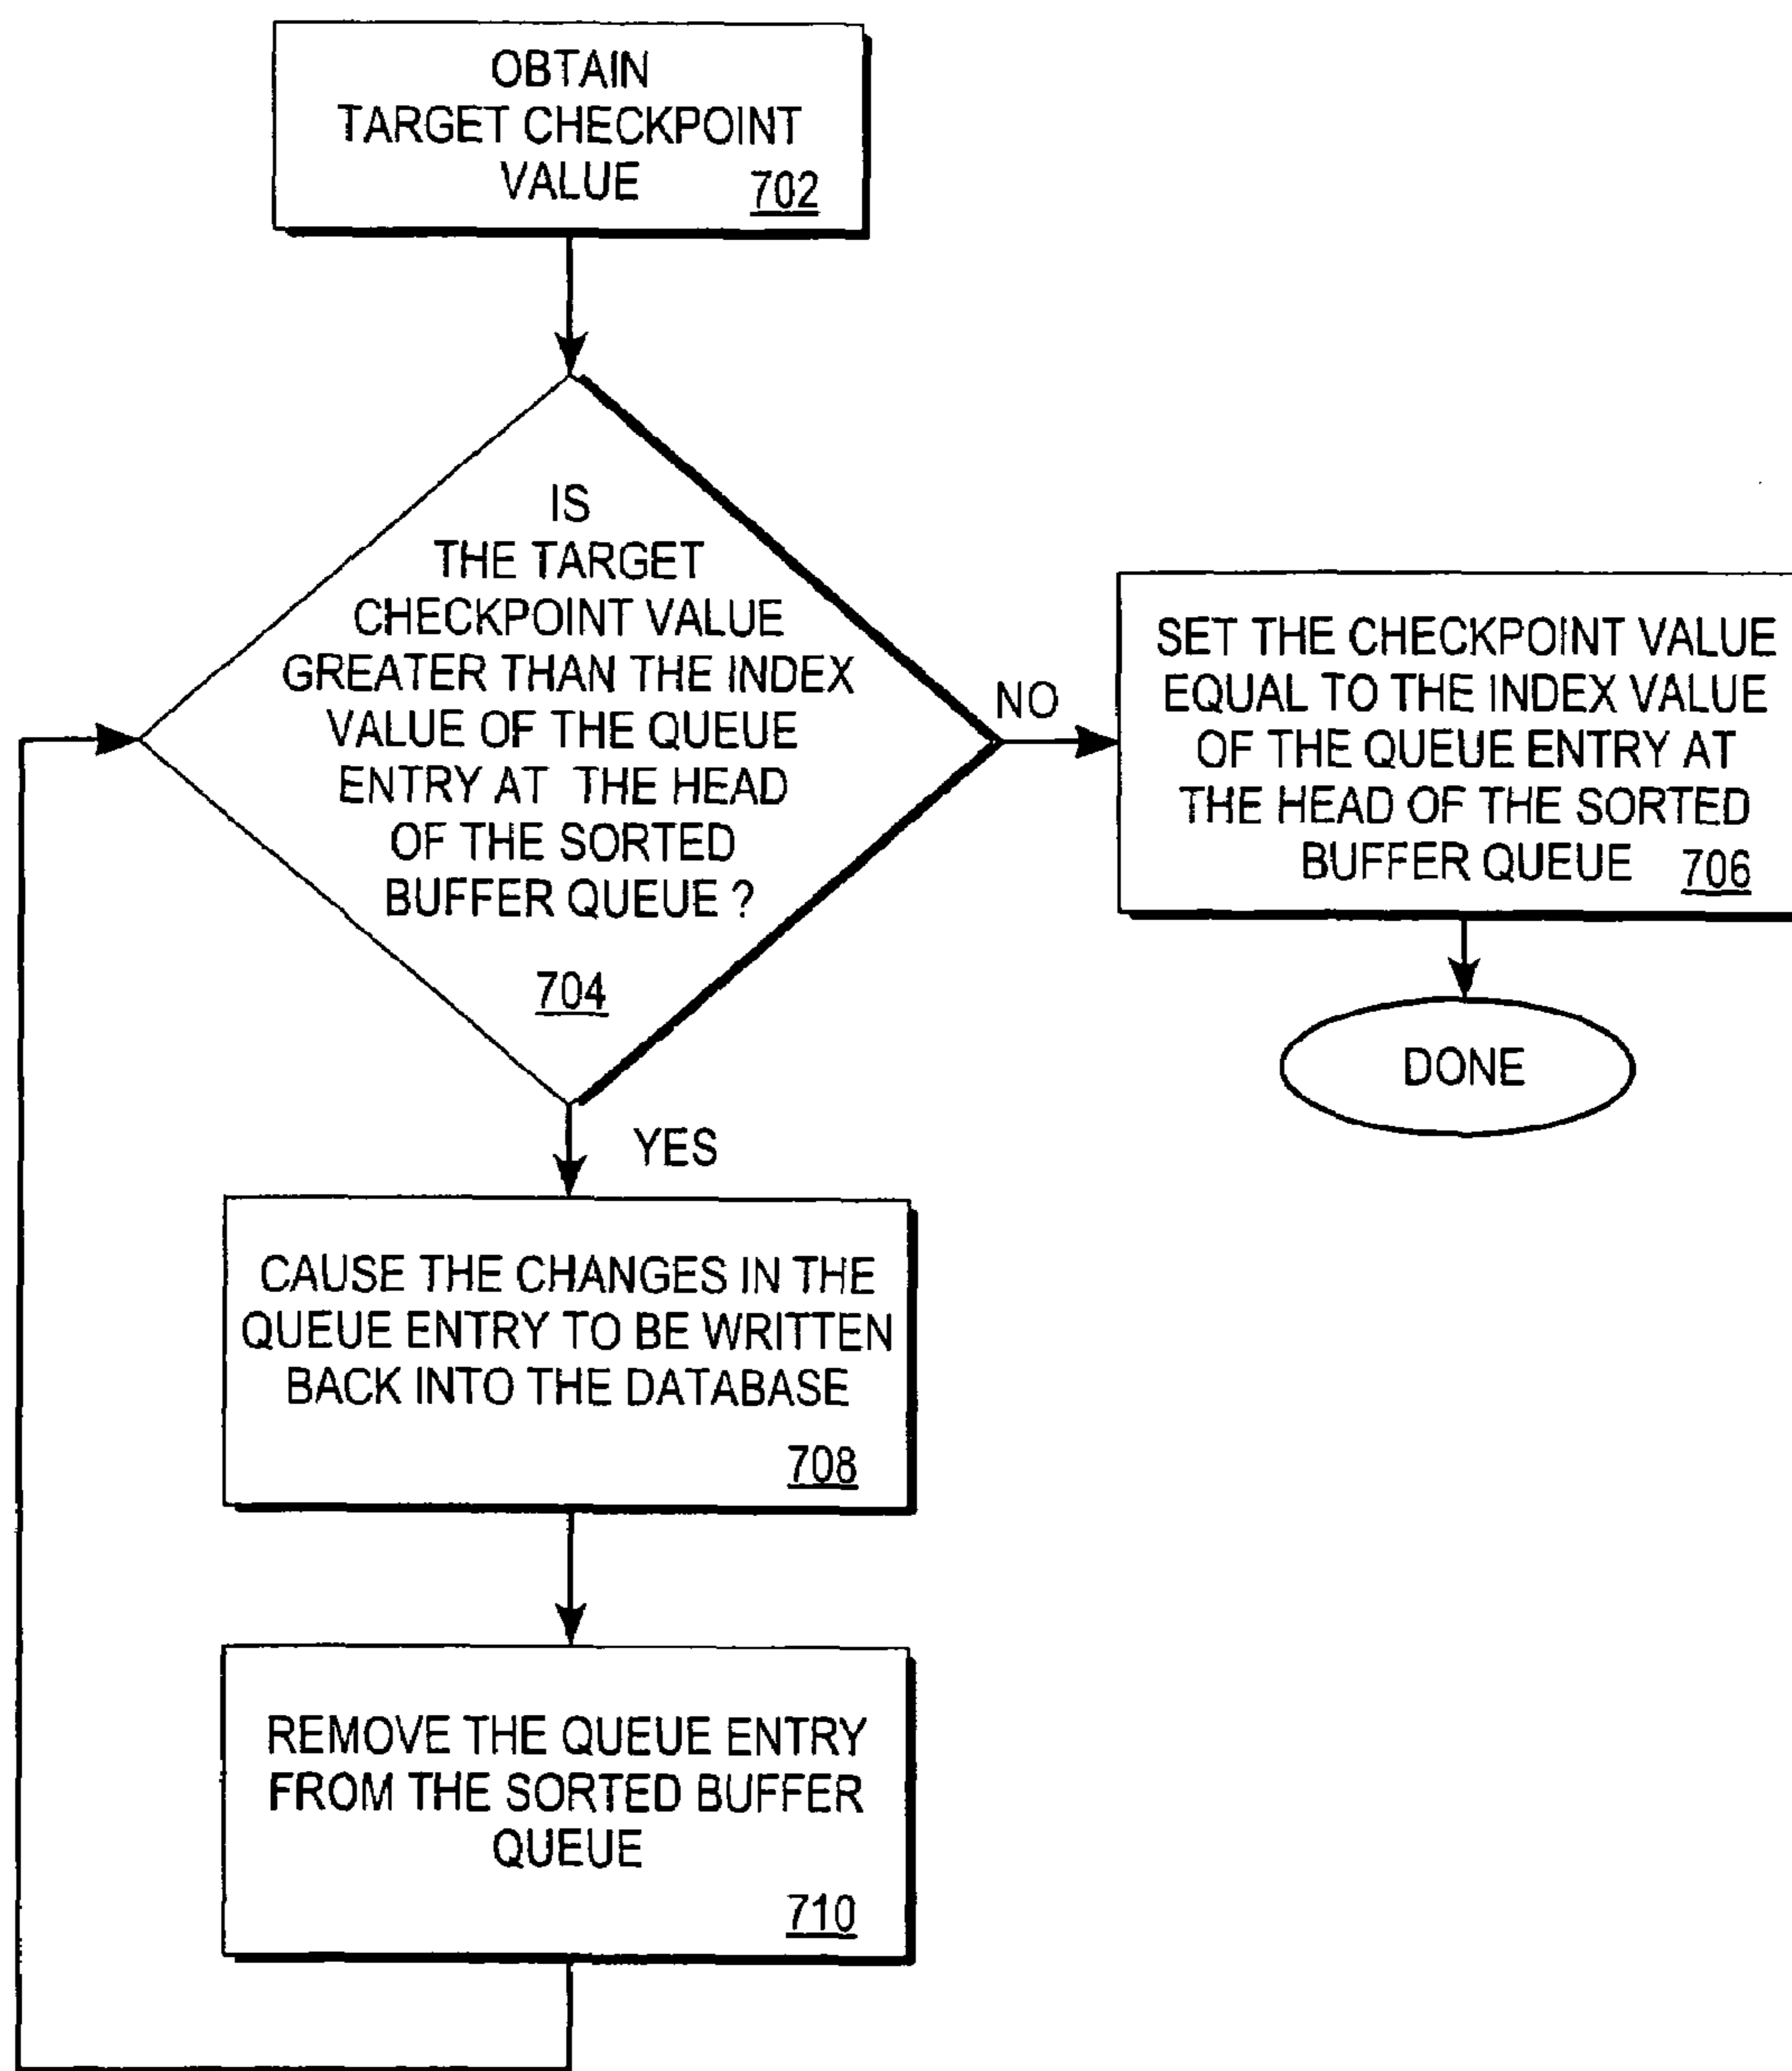 OBTAIN
TARGET CHECKPOINT
VALUE 702
IS
THE TARGET
CHECKPOINT VALUE
GREATER THAN THE INDEX
VALUE OF THE QUEUE
ENTRY AT THE HEAD
OF THE SORTED
BUFFER QUEUE ?
704
NO
SET THE CHECKPOINT VALUE
EQUAL TO THE INDEX VALUE
OF THE QUEUE ENTRY AT
THE HEAD OF THE SORTED
BUFFER QUEUE 706
DONE
YES
CAUSE THE CHANGES IN THE
QUEUE ENTRY TO BE WRITTEN
BACK INTO THE DATABASE
708
REMOVE THE QUEUE ENTRY
FROM THE SORTED BUFFER
QUEUE
710